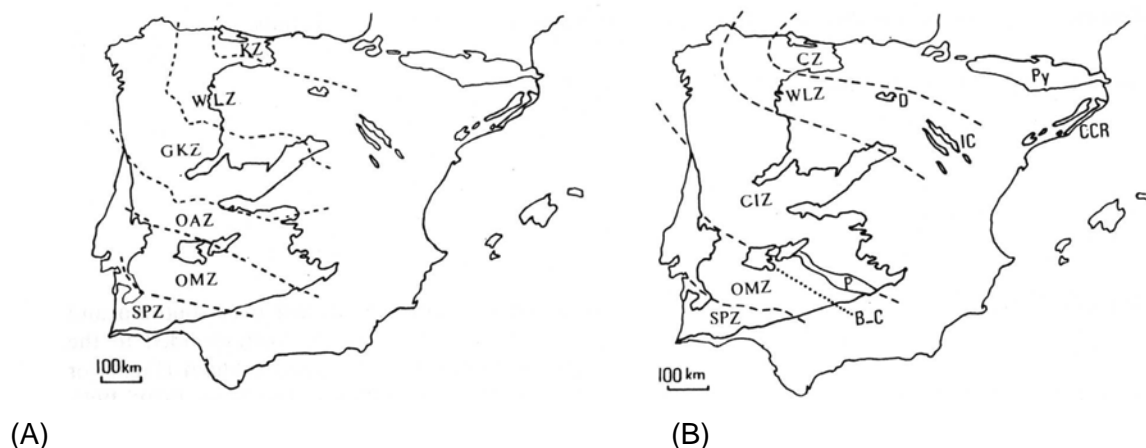 KZ
WLZ
GKZ
OAZ
OMZ
SPZ
100km
(A)
CZ
Py
WLZ
D
IC
CCR
CIZ
OMZ
P
SPZ
B-C
100 km
(B)